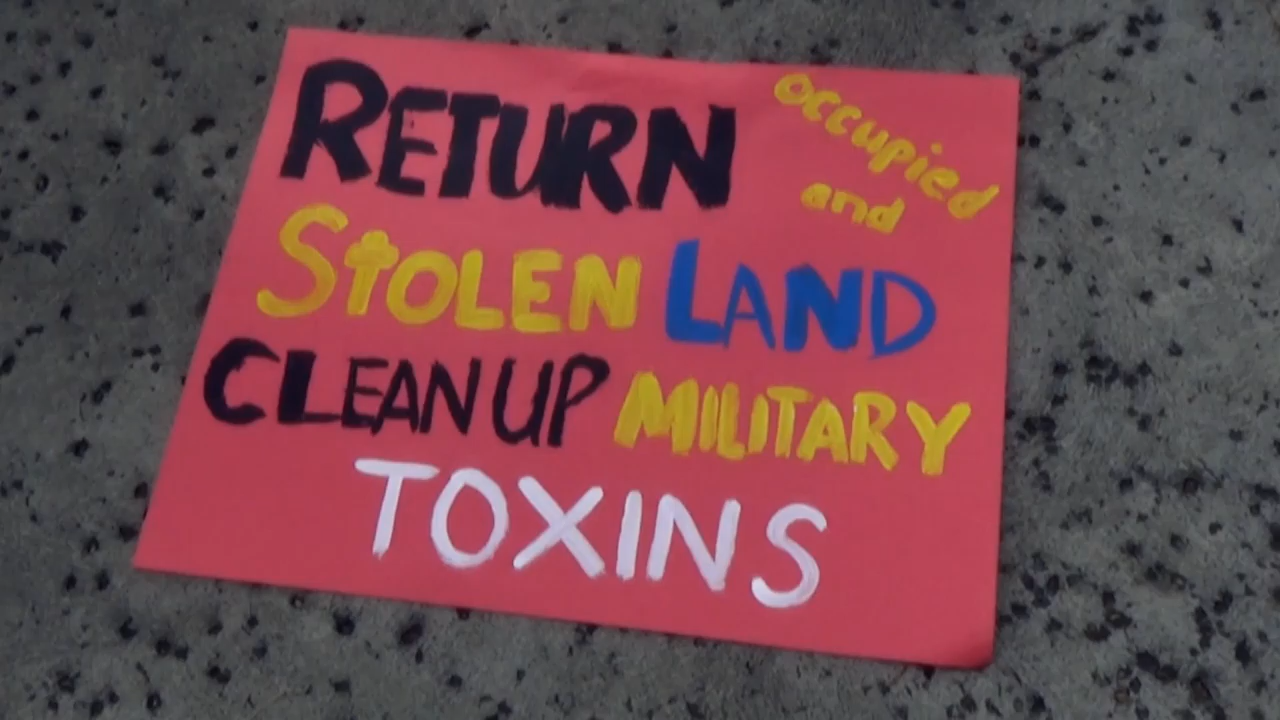 RETURN
occupied
and
STOLEN LAND
CLEAN UP MILITARY
TOXINS